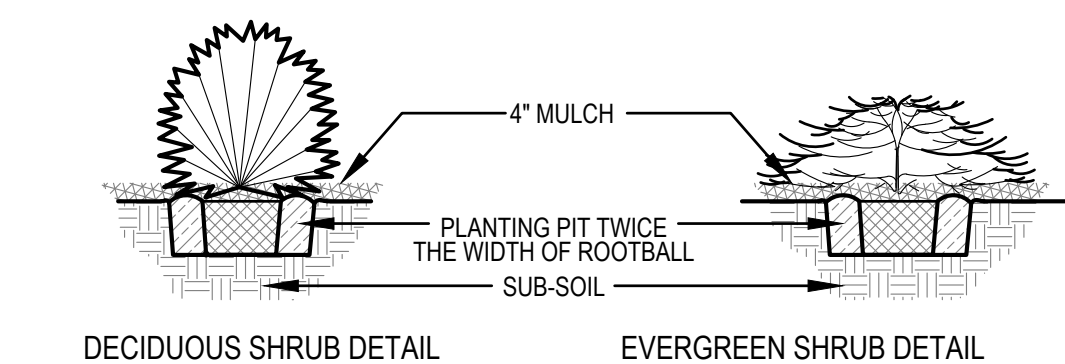 4" MULCH
PLANTING PIT TWICE
THE WIDTH OF ROOTBALL
SUB-SOIL
DECIDUOUS SHRUB DETAIL
EVERGREEN SHRUB DETAIL